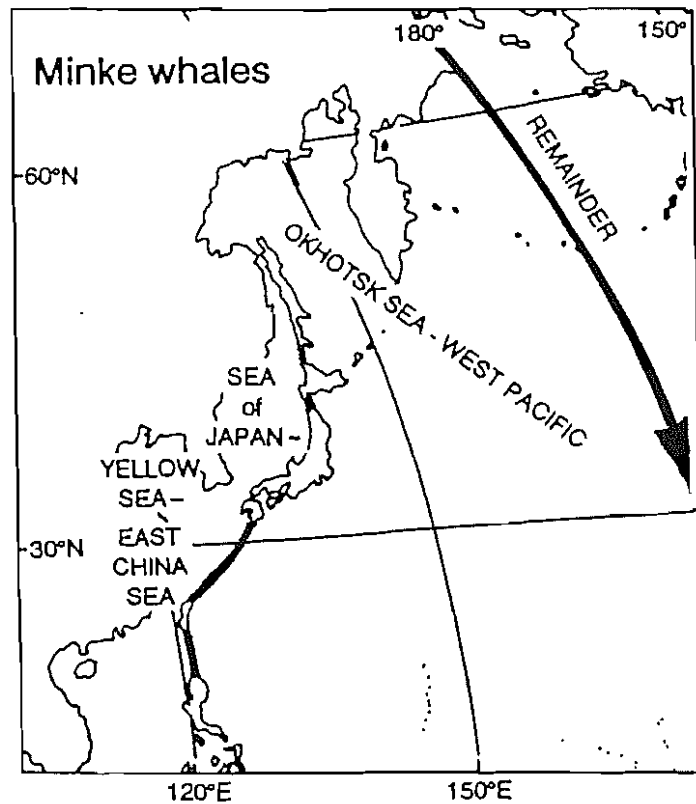 180°
150°
Minke whales
60°N
REMAINDER
OKHOTSK SEA - WEST PACIFIC
SEA
of
JAPAN –
YELLOW
SEA –
EAST
CHINA
SEA
30°N
120°E
150°E